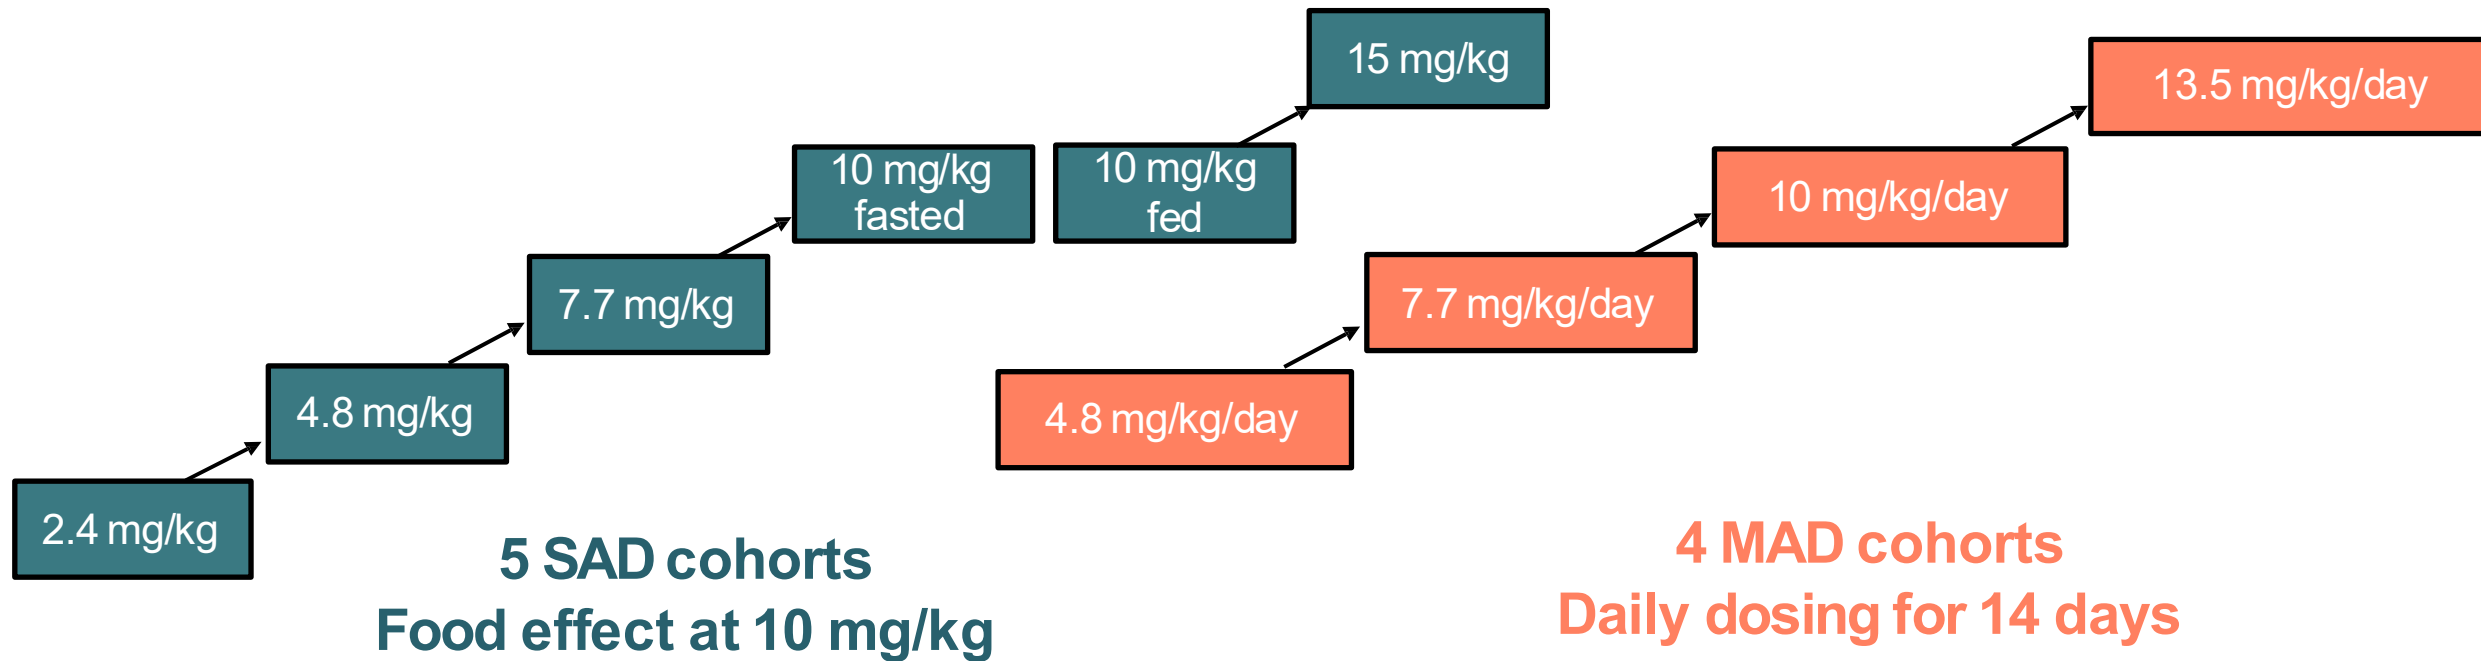 2.4 mg/kg
4.8 mg/kg
7.7 mg/kg
10 mg/kg
fasted
10 mg/kg
fed
15 mg/kg
5 SAD cohorts
Food effect at 10 mg/kg
4.8 mg/kg/day
7.7 mg/kg/day
10 mg/kg/day
13.5 mg/kg/day
4 MAD cohorts
Daily dosing for 14 days